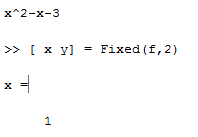 x^2-x-3
>> [ x y] = Fixed(f,2)
x =
1